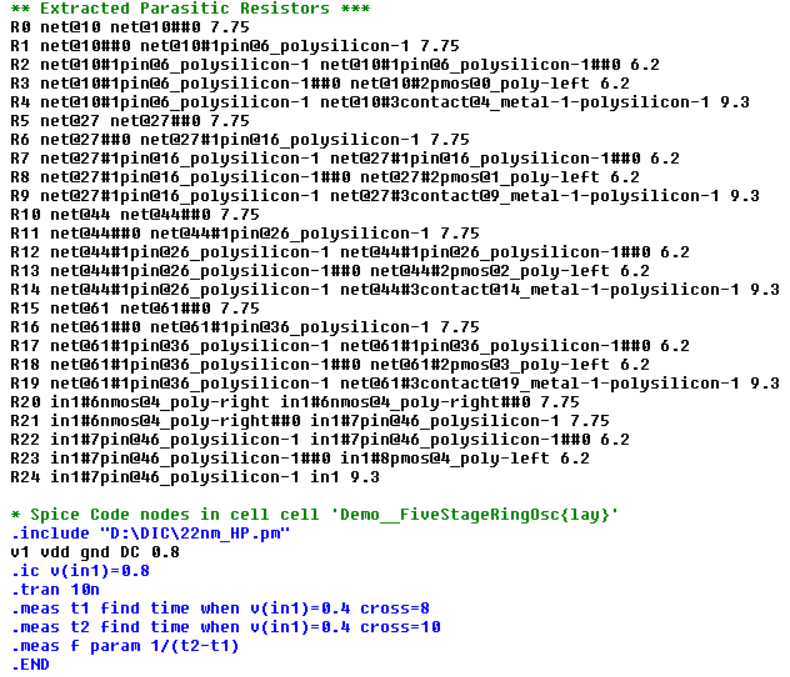 ** Extracted Parasitic Resistors ***
R0 net@10 net@10##0 7.75
R1 net@10##0 net@10#1pin@6_polysilicon-1 7.75
R2 net@10#1pin@6_polysilicon-1 net@10#1pin@6_polysilicon-1##0 6.2
R3 net@10#1pin@6_polysilicon-1##0 net@10#2pmos@0_poly-left 6.2
R4 net@10#1pin@6_polysilicon-1 net@10#3contact@4_metal-1-polysilicon-1 9.3
R5 net@27 net@27##0 7.75
R6 net@27##0 net@27#1pin@16_polysilicon-1 7.75
R7 net@27#1pin@16_polysilicon-1 net@27#1pin@16_polysilicon-1##0 6.2
R8 net@27#1pin@16_polysilicon-1##0 net@27#2pmos@1_poly-left 6.2
R9 net@27#1pin@16_polysilicon-1 net@27#3contact@9_metal-1-polysilicon-1 9.3
R10 net@44 net@44##0 7.75
R11 net@44##0 net@44#1pin@26_polysilicon-1 7.75
R12 net@44#1pin@26_polysilicon-1 net@44#1pin@26_polysilicon-1##0 6.2
R13 net@44#1pin@26_polysilicon-1##0 net@44#2pmos@2_poly-left 6.2
R14 net@44#1pin@26_polysilicon-1 net@44#3contact@14_metal-1-polysilicon-1 9.3
R15 net@61 net@61##0 7.75
R16 net@61##0 net@61#1pin@36_polysilicon-1 7.75
R17 net@61#1pin@36_polysilicon-1 net@61#1pin@36_polysilicon-1##0 6.2
R18 net@61#1pin@36_polysilicon-1##0 net@61#2pmos@3_poly-left 6.2
R19 net@61#1pin@36_polysilicon-1 net@61#3contact@19_metal-1-polysilicon-1 9.3
R20 in1#6nmos@4_poly-right in1#6nmos@4_poly-right##0 7.75
R21 in1#6nmos@4_poly-right##0 in1#7pin@46_polysilicon-1 7.75
R22 in1#7pin@46_polysilicon-1 in1#7pin@46_polysilicon-1##0 6.2
R23 in1#7pin@46_polysilicon-1##0 in1#8pmos@4_poly-left 6.2
R24 in1#7pin@46_polysilicon-1 in1 9.3
* Spice Code nodes in cell cell 'Demo__FiveStageRingOsc{lay}'
.include "D:\DIC\22nm_HP.pm"
v1 vdd gnd DC 0.8
.ic v(in1)=0.8
.tran 10n
.meas t1 find time when v(in1)=0.4 cross=8
.meas t2 find time when v(in1)=0.4 cross=10
.meas f param 1/(t2-t1)
.END